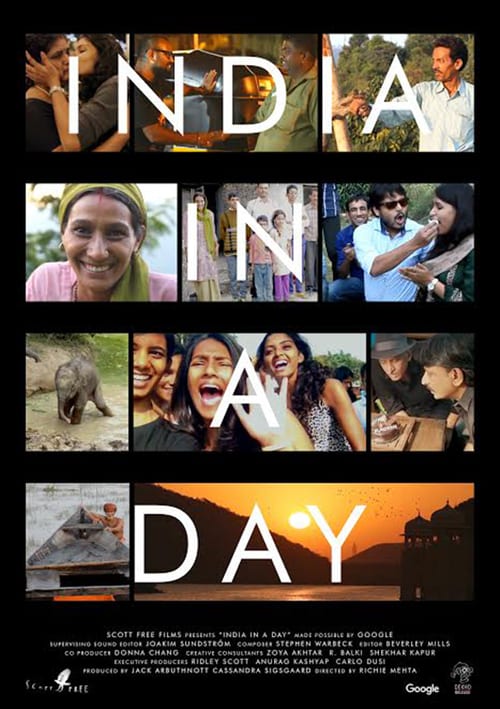 INDIA
IN
A
DAY
SCOTT FREE FILMS PRESENTS "INDIA IN A DAY" MADE POSSIBLE BY GOOGLE
SUPERVISING SOUND EDITOR JOAKIM SUNDSTRÖM COMPOSER STEPHEN WARBECK EDITOR BEVERLEY MILLS
CO PRODUCER DONNA CHANG CREATIVE CONSULTANTS ZOYA AKHTAR R. BALKI SHEKHAR KAPUR
EXECUTIVE PRODUCERS RIDLEY SCOTT ANURAG KASHYAP CARLO DUSI
PRODUCED BY JACK ARBUTHNOTT CASSANDRA SIGSGAARD DIRECTED BY RICHIE MEHTA
SCOTT FREE
Google